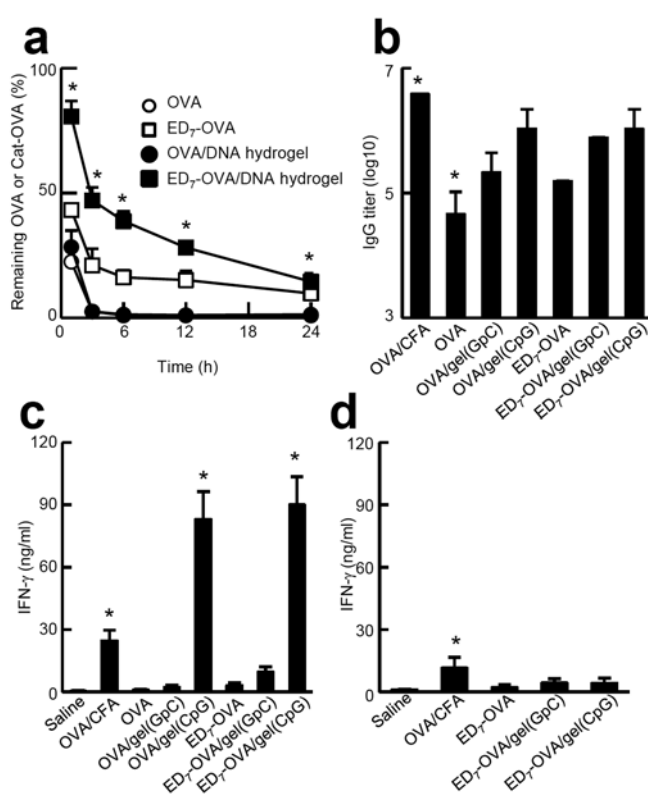 a
Remaining OVA or Cat-OVA (%)
100
50
0
* * * * *
OVA
ED₇-OVA
OVA/DNA hydrogel
ED₇-OVA/DNA hydrogel
0 6 12 18 24
Time (h)
b
IgG titer (log10)
7
5
3
* *
OVA/CFA
OVA
OVA/gel(GpC)
OVA/gel(CpG)
ED₇-OVA
ED₇-OVA/gel(GpC)
ED₇-OVA/gel(CpG)
c
IFN-γ (ng/ml)
120
90
60
30
0
* * *
Saline
OVA/CFA
OVA
OVA/gel(GpC)
OVA/gel(CpG)
ED₇-OVA
ED₇-OVA/gel(GpC)
ED₇-OVA/gel(CpG)
d
IFN-γ (ng/ml)
120
90
60
30
0
*
Saline
OVA/CFA
ED₇-OVA
ED₇-OVA/gel(GpC)
ED₇-OVA/gel(CpG)